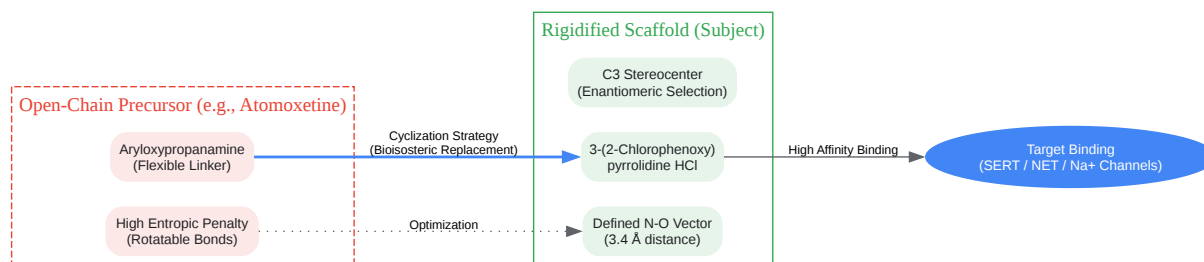 Rigidified Scaffold (Subject)
C3 Stereocenter
(Enantiomeric Selection)
Open-Chain Precursor (e.g., Atomoxetine)
Aryloxypropanamine
(Flexible Linker)
Cyclization Strategy
(Bioisosteric Replacement)
3-(2-Chlorophenoxy)
pyrrolidine HCl
High Affinity Binding
Target Binding
(SERT / NET / Na+ Channels)
High Entropic Penalty
(Rotatable Bonds)
Optimization
Defined N-O Vector
(3.4 Å distance)